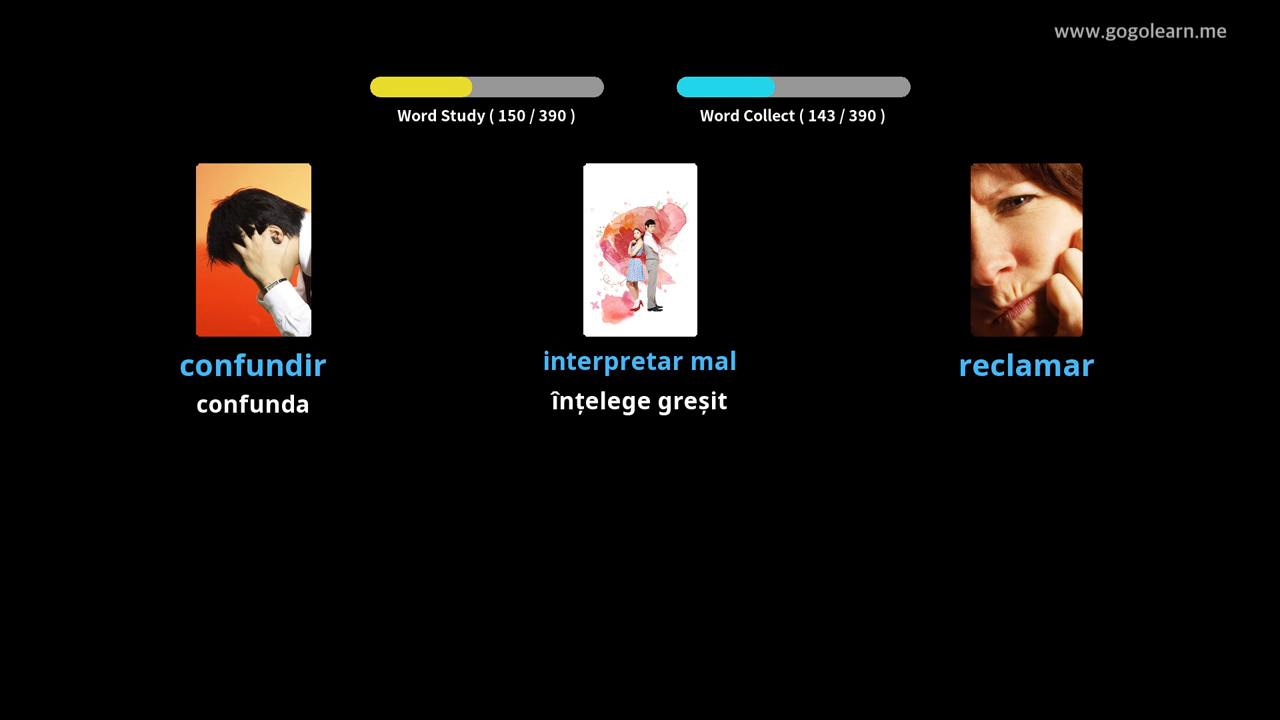 www.gogolearn.me
Word Study ( 150 / 390 )
Word Collect ( 143 / 390 )
confundir
confunda
interpretar mal
înțelege greșit
reclamar